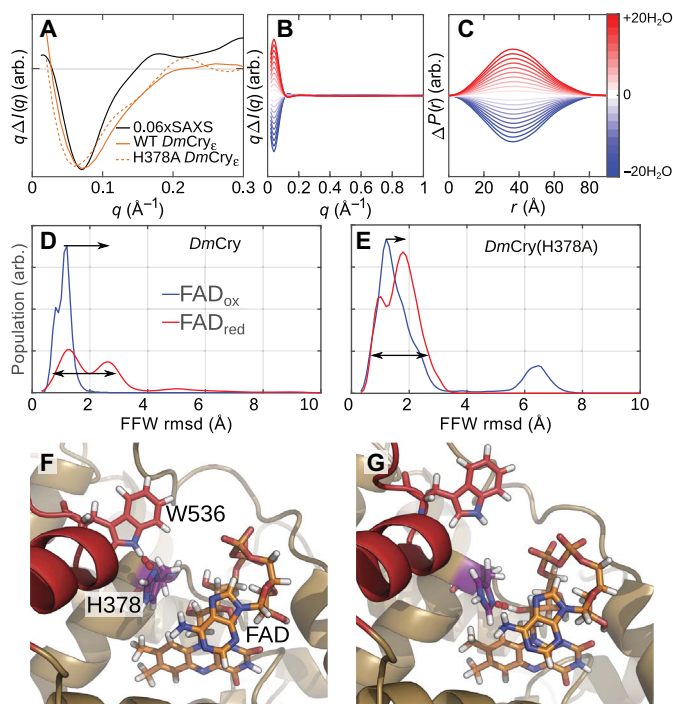 A
qΔI(q) (arb.)
0.06xSAXS
WT DmCryε
H378A DmCryε
0 0.1 0.2 0.3
q (Å⁻¹)
B
qΔI(q) (arb.)
0 0.2 0.4 0.6 0.8 1
q (Å⁻¹)
C
ΔP(r) (arb.)
0 20 40 60 80
r (Å)
+20H₂O
0
−20H₂O
D
DmCry
Population (arb.)
FADox
FADred
0 2 4 6 8 10
FFW rmsd (Å)
E
DmCry(H378A)
0 2 4 6 8 10
FFW rmsd (Å)
F
W536
H378
FAD
G